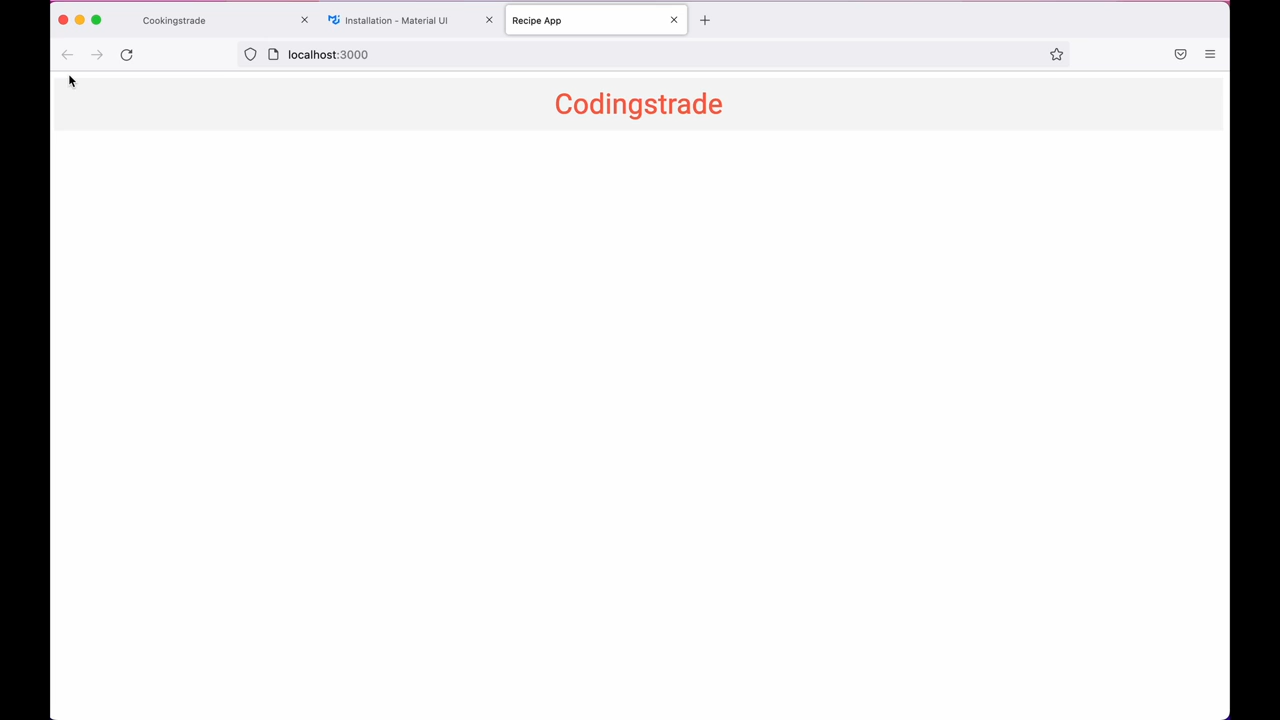 Cookingstrade
Installation - Material UI
Recipe App
localhost:3000
Codingstrade